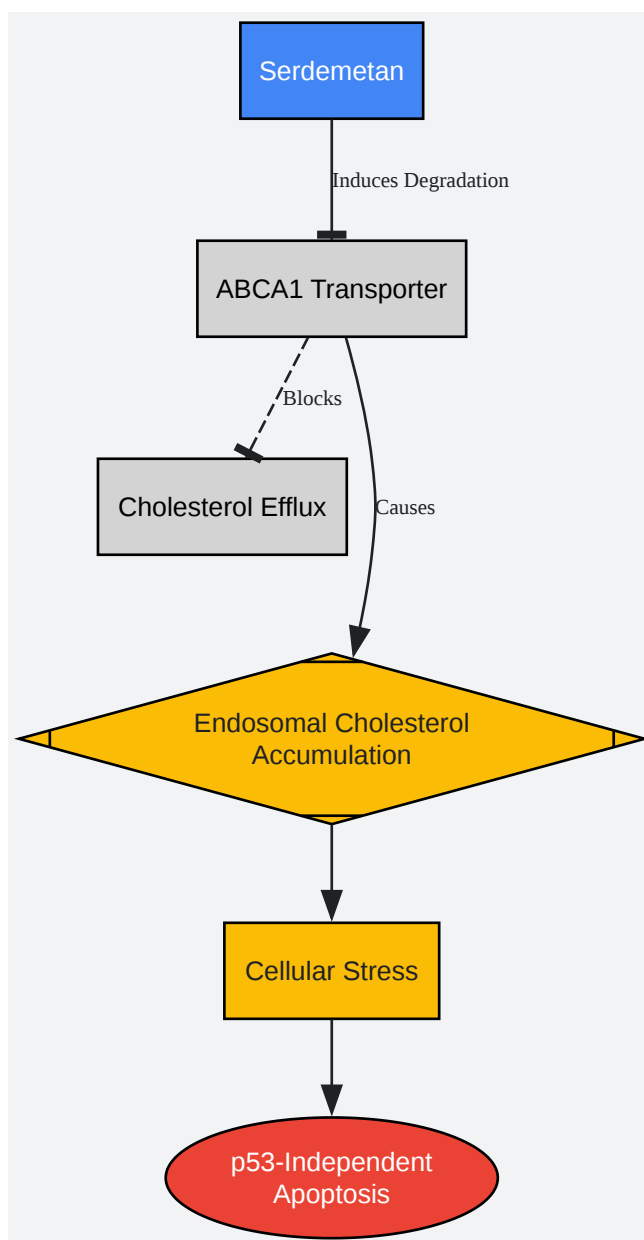 Serdemetan
Induces Degradation
ABCA1 Transporter
Blocks
Cholesterol Efflux
Causes
Endosomal Cholesterol
Accumulation
Cellular Stress
p53-Independent
Apoptosis